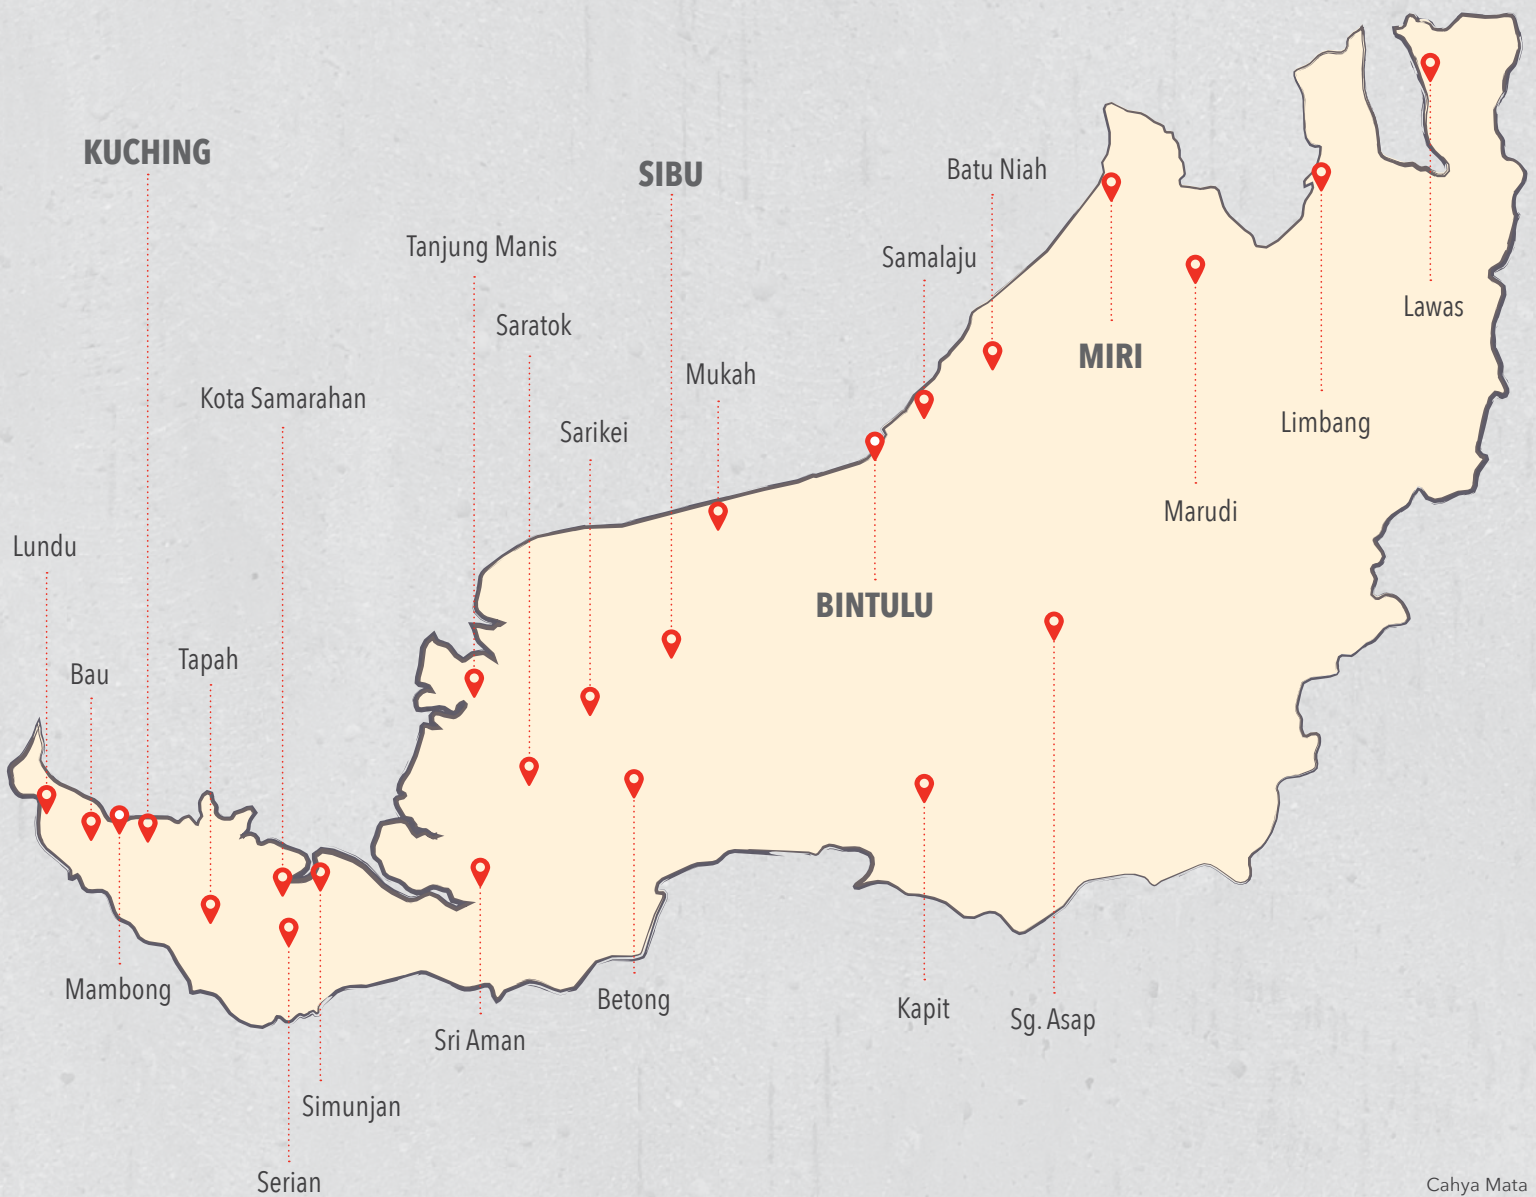 KUCHING
SIBU
Batu Niah
Tanjung Manis
Samalaju
Lawas
Saratok
MIRI
Mukah
Kota Samarahan
Limbang
Sarikei
Marudi
Lundu
BINTULU
Tapah
Bau
Mambong
Betong
Kapit
Sg. Asap
Sri Aman
Simunjan
Serian
Cahya Mata